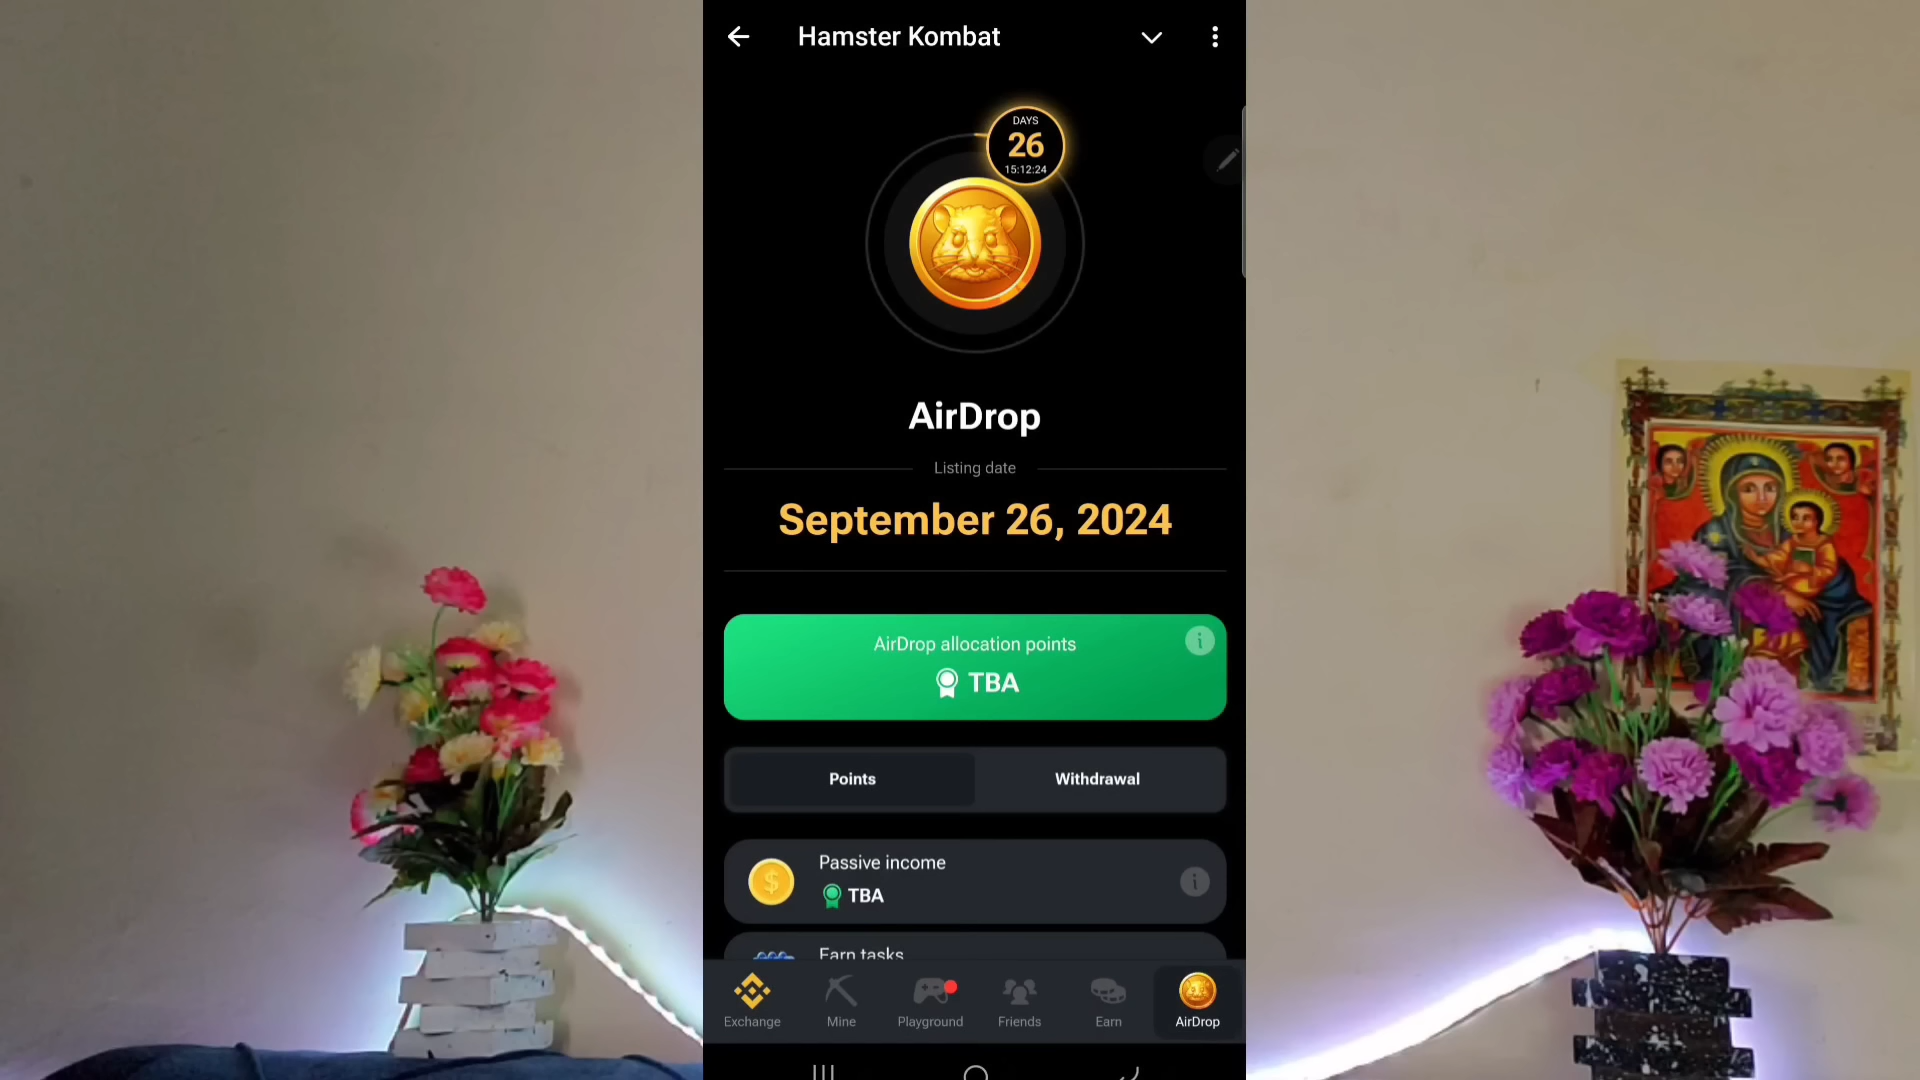 Hamster Kombat
DAYS
26
15:12:24
AirDrop
Listing date
September 26, 2024
AirDrop allocation points
TBA
Points
Withdrawal
Passive income
TBA
Earn tasks
Exchange
Mine
Playground
Friends
Earn
AirDrop